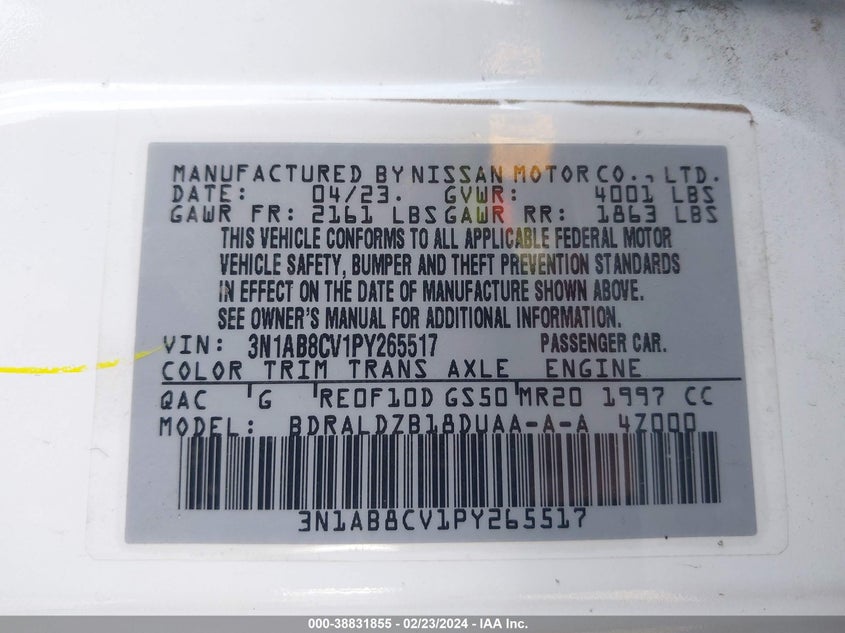 MANUFACTURED BY NISSAN MOTOR CO., LTD.
DATE: 04/23. GVWR: 4001 LBS
GAWR FR: 2161 LBS GAWR RR: 1863 LBS
THIS VEHICLE CONFORMS TO ALL APPLICABLE FEDERAL MOTOR
VEHICLE SAFETY, BUMPER AND THEFT PREVENTION STANDARDS
IN EFFECT ON THE DATE OF MANUFACTURE SHOWN ABOVE.
SEE OWNER'S MANUAL FOR ADDITIONAL INFORMATION.
VIN: 3N1AB8CV1PY265517 PASSENGER CAR.
COLOR TRIM TRANS AXLE ENGINE
QAC G RE0F10D GS50 MR20 1997 CC
MODEL: BDRALDZB18DUAA-A-A 4Z000
3N1AB8CV1PY265517
000-38831855 - 02/23/2024 - IAA Inc.